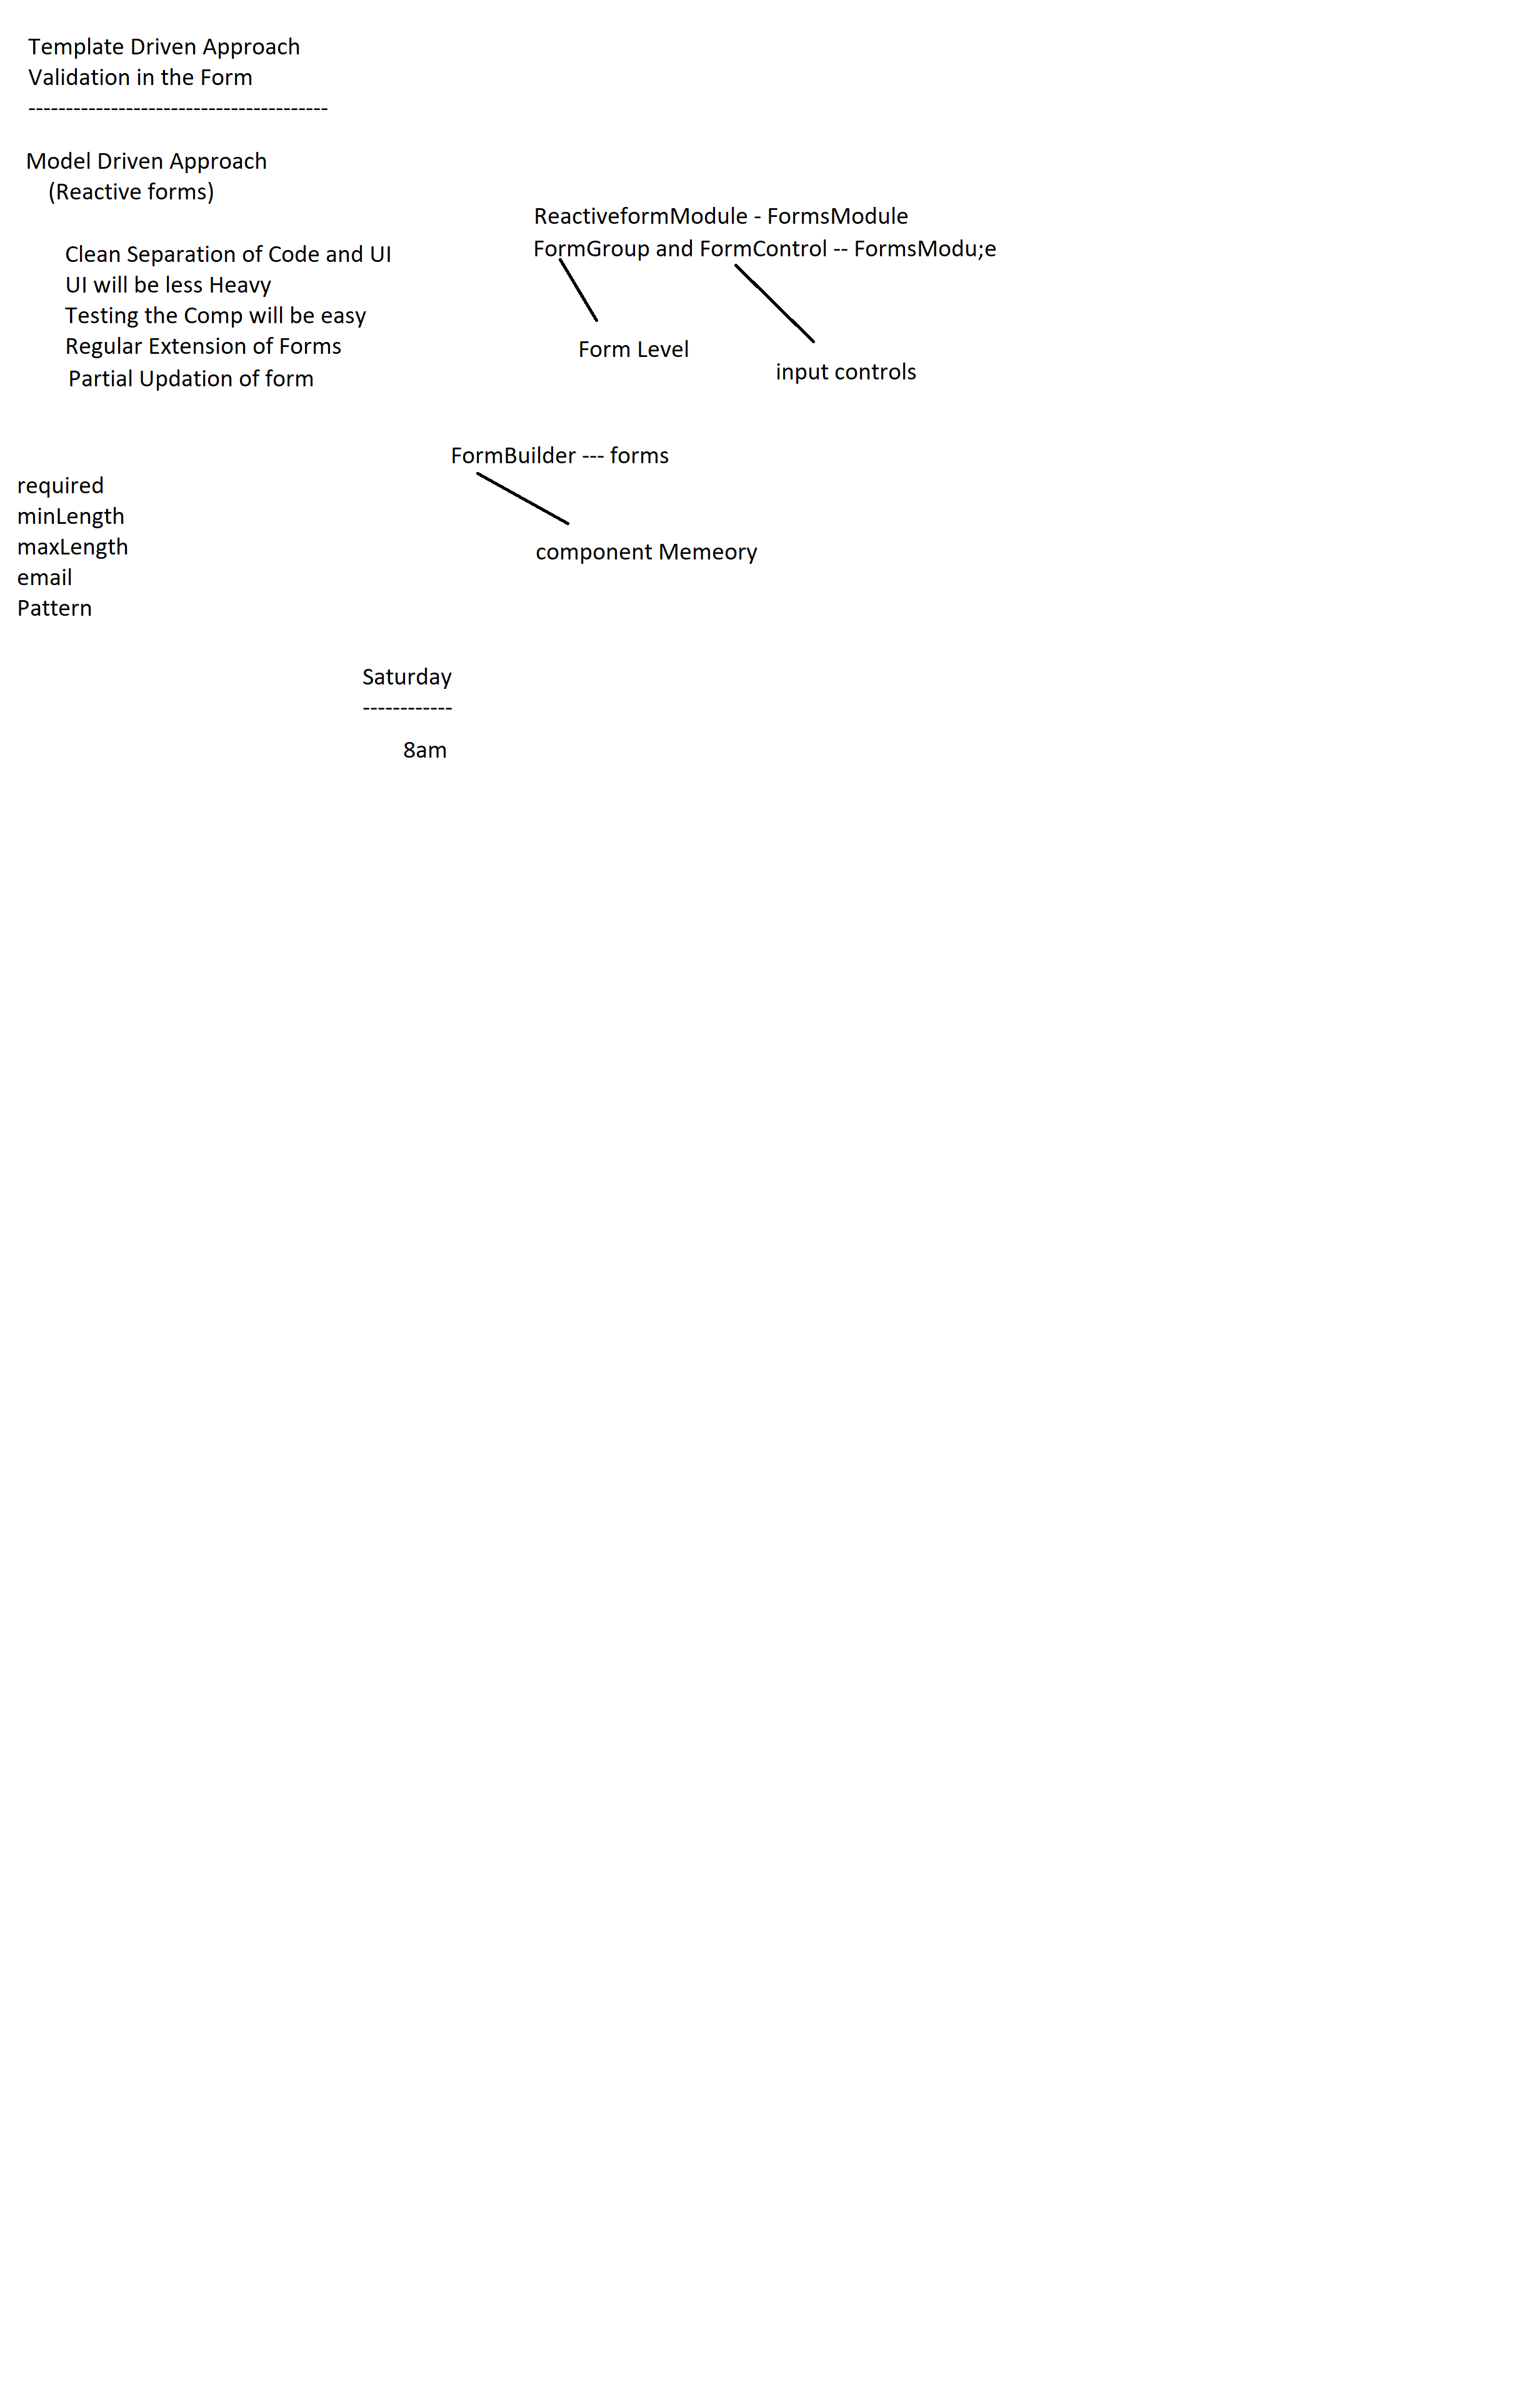 Template Driven Approach
Validation in the Form
----------------------------------------
Model Driven Approach
(Reactive forms)
Clean Separation of Code and UI
UI will be less Heavy
Testing the Comp will be easy
Regular Extension of Forms
Partial Updation of form
ReactiveformModule - FormsModule
FormGroup and FormControl -- FormsModu;e
Form Level
input controls
FormBuilder --- forms
component Memeory
required
minLength
maxLength
email
Pattern
Saturday
------------
8am